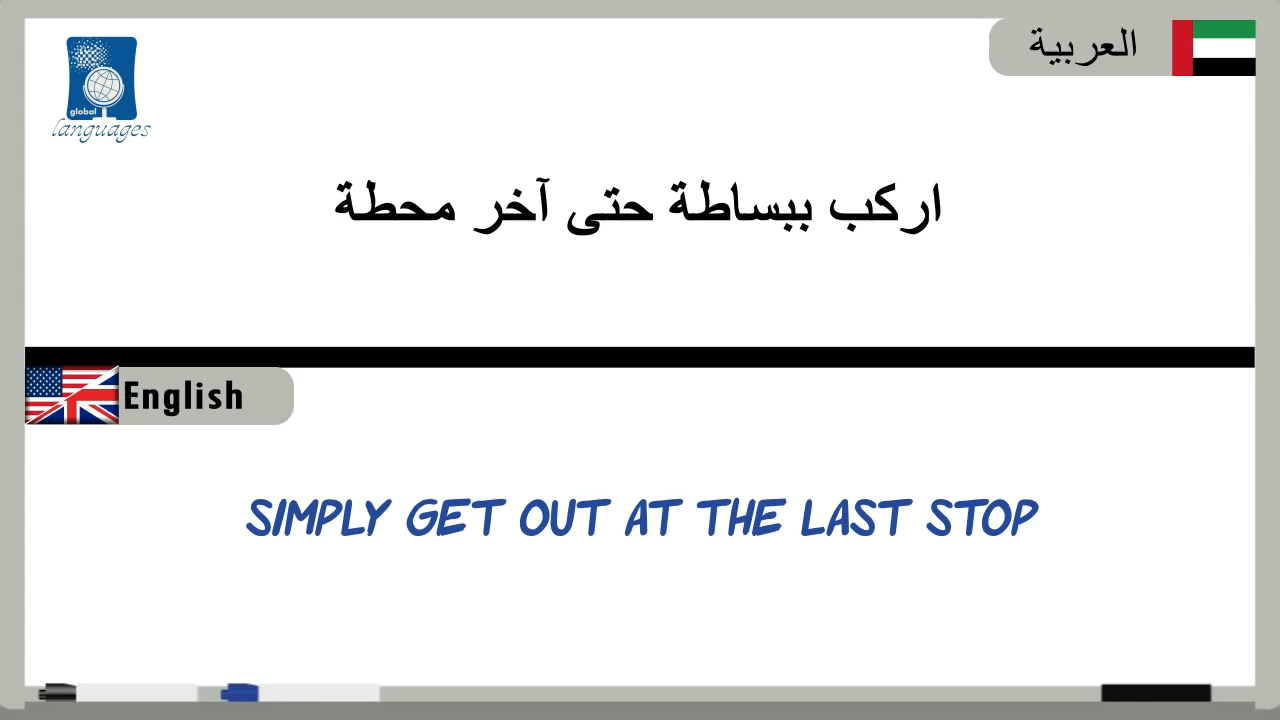 العربية
global
languages
اركب ببساطة حتى آخر محطة
English
SIMPLY GET OUT AT THE LAST STOP